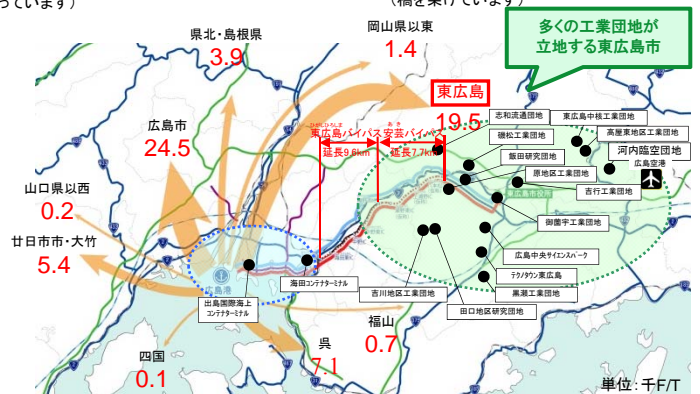 っています）
（橋を架けています）
多くの工業団地が
立地する東広島市
岡山県以東
1.4
県北・島根県
3.9
東広島
19.5
広島市
24.5
ひがしひろしま
東広島バイパス
延長9.6km
あき
安芸バイパス
延長7.7km
志和流通団地
東広島中核工業団地
磯松工業団地
高屋東地区工業団地
飯田研究団地
河内臨空団地
原地区工業団地
広島空港
吉行工業団地
東広島市役所
御薗宇工業団地
山口県以西
0.2
廿日市市・大竹
5.4
広島中央サイエンスパーク
テクノタウン東広島
黒瀬工業団地
吉川地区工業団地
田口地区研究団地
海田コンテナターミナル
広島港
出島国際海上
コンテナターミナル
福山
0.7
呉
7.1
四国
0.1
単位：千F/T